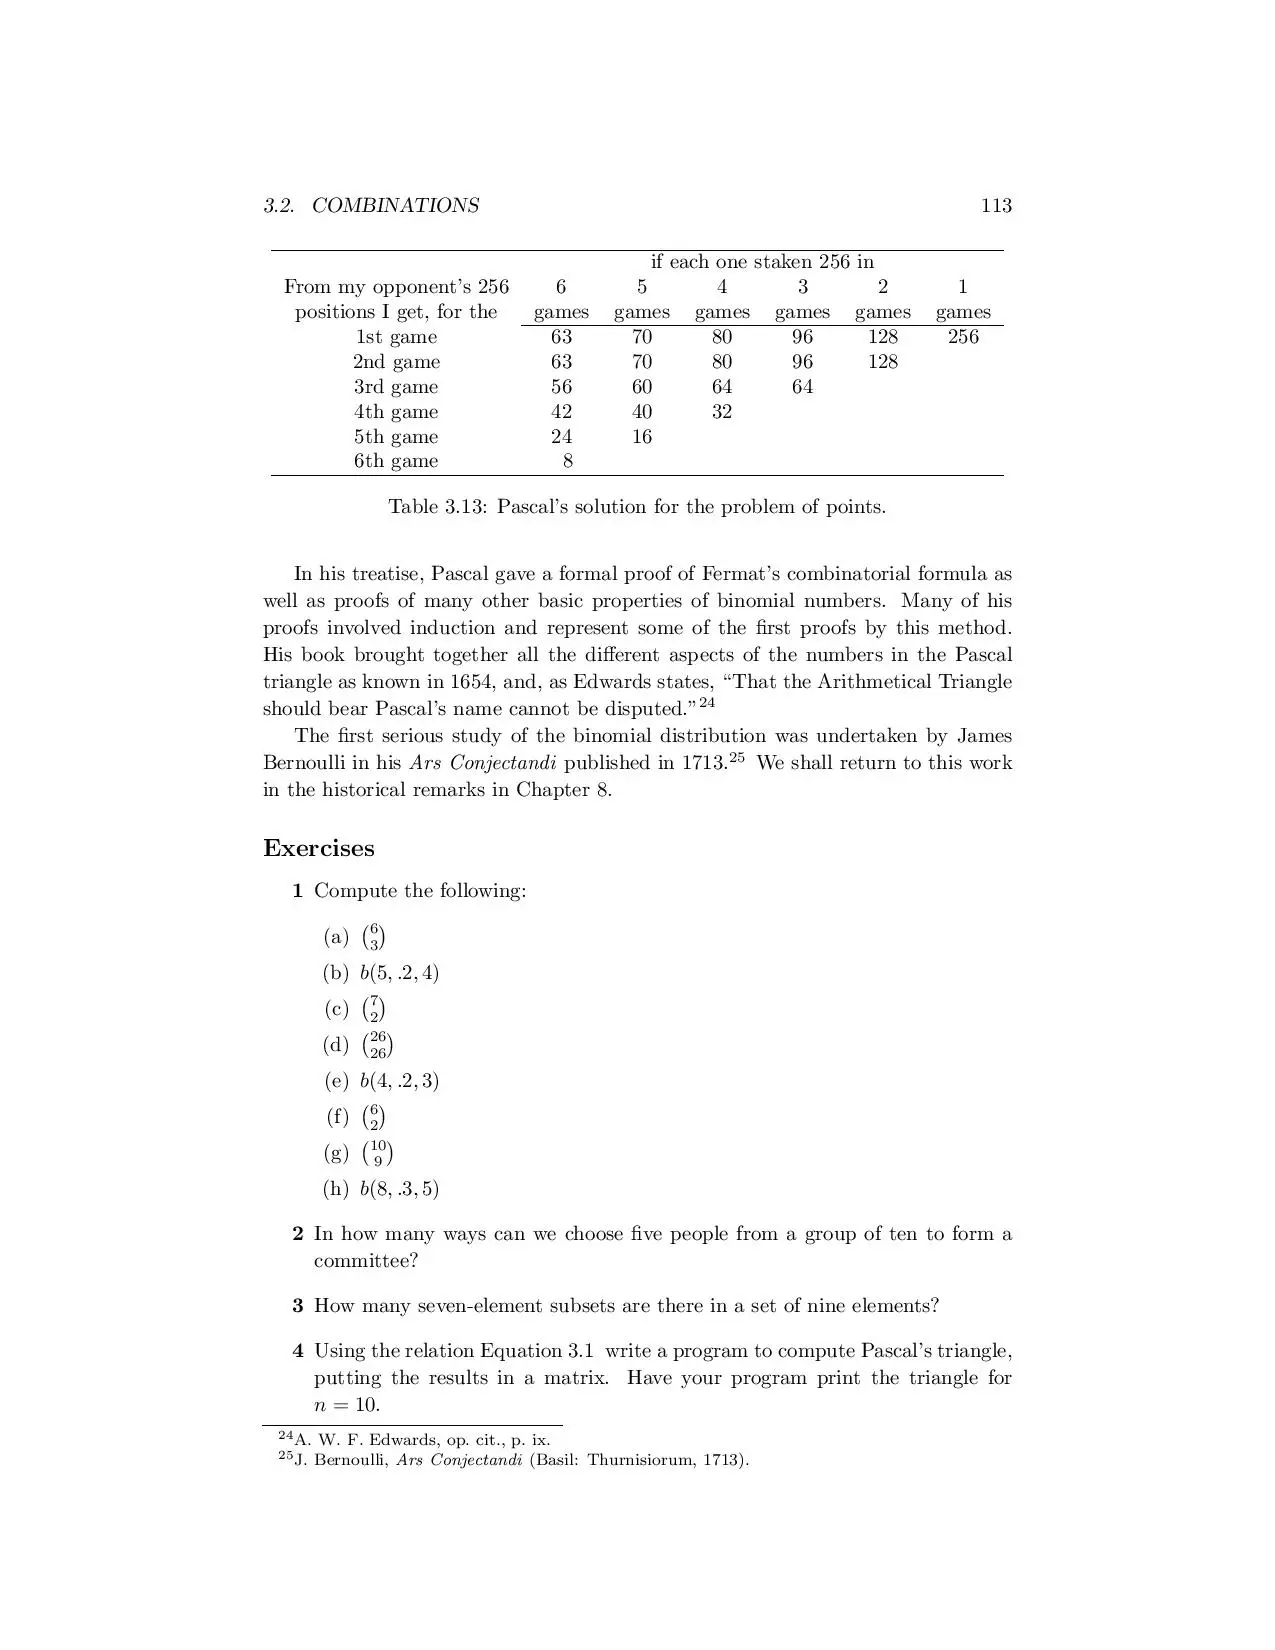 3.2. COMBINATIONS 113
if each one staken 256 in
From my opponent's 256 6 5 4 3 2 1
positions I get, for the games games games games games games
1st game 63 70 80 96 128 256
2nd game 63 70 80 96 128
3rd game 56 60 64 64
4th game 42 40 32
5th game 24 16
6th game 8
Table 3.13: Pascal's solution for the problem of points.
In his treatise, Pascal gave a formal proof of Fermat's combinatorial formula as
well as proofs of many other basic properties of binomial numbers. Many of his
proofs involved induction and represent some of the first proofs by this method.
His book brought together all the different aspects of the numbers in the Pascal
triangle as known in 1654, and, as Edwards states, “That the Arithmetical Triangle
should bear Pascal's name cannot be disputed.”24
The first serious study of the binomial distribution was undertaken by James
Bernoulli in his Ars Conjectandi published in 1713.25 We shall return to this work
in the historical remarks in Chapter 8.
Exercises
1 Compute the following:
(a) (6 3)
(b) b(5, .2, 4)
(c) (7 2)
(d) (26 26)
(e) b(4, .2, 3)
(f) (6 2)
(g) (10 9)
(h) b(8, .3, 5)
2 In how many ways can we choose five people from a group of ten to form a
committee?
3 How many seven-element subsets are there in a set of nine elements?
4 Using the relation Equation 3.1 write a program to compute Pascal's triangle,
putting the results in a matrix. Have your program print the triangle for
n = 10.
24A. W. F. Edwards, op. cit., p. ix.
25J. Bernoulli, Ars Conjectandi (Basil: Thurnisiorum, 1713).